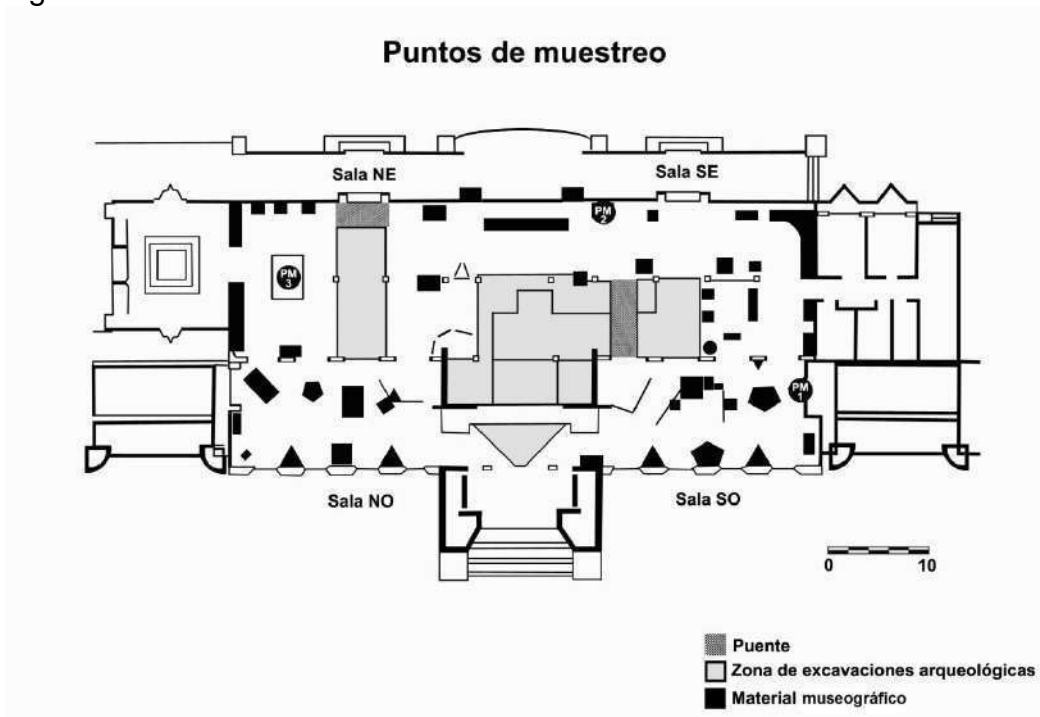 Puntos de muestreo
Sala NE
Sala SE
PM
2
PM
3
PM
1
Sala NO
Sala SO
0 10
Puente
Zona de excavaciones arqueológicas
Material museográfico